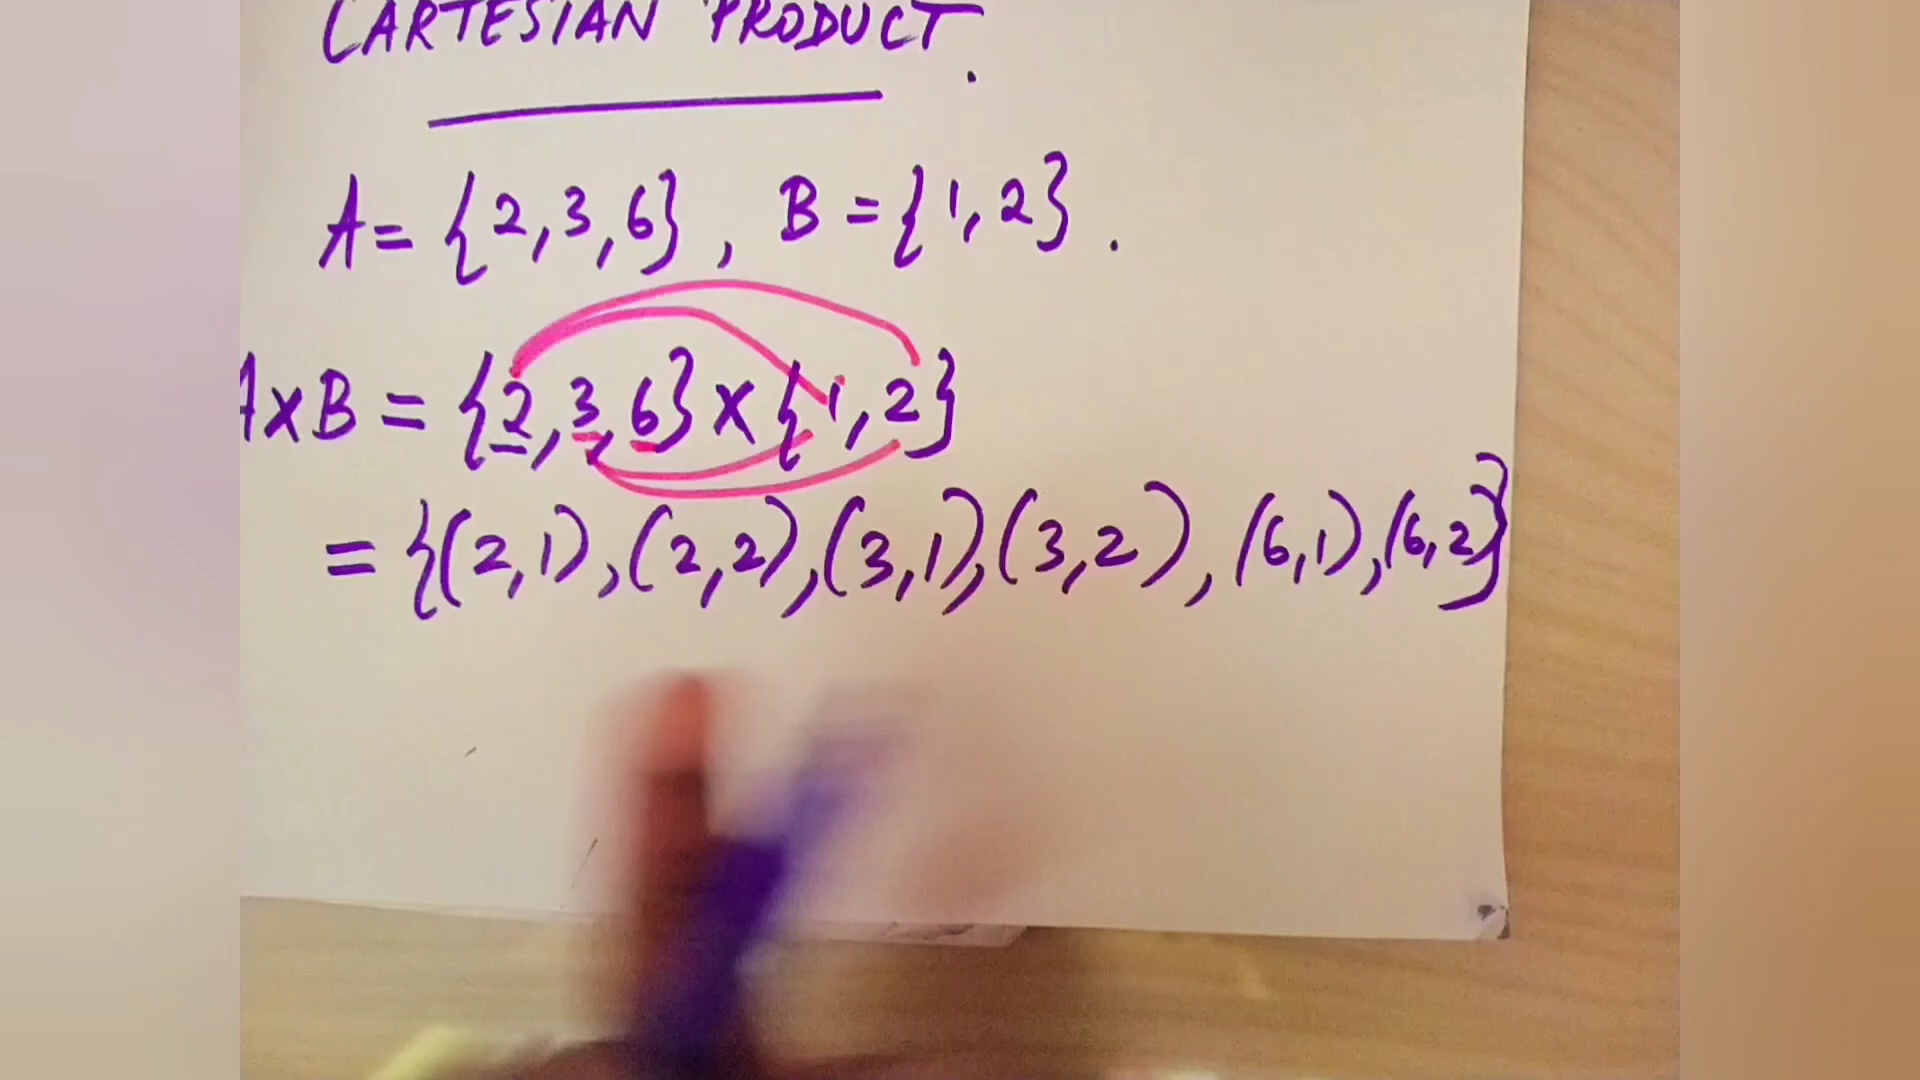 CARTESIAN PRODUCT.
A = {2,3,6}, B = {1,2}.
A×B = {2,3,6}×{1,2}
= {(2,1),(2,2),(3,1),(3,2),(6,1),(6,2)}